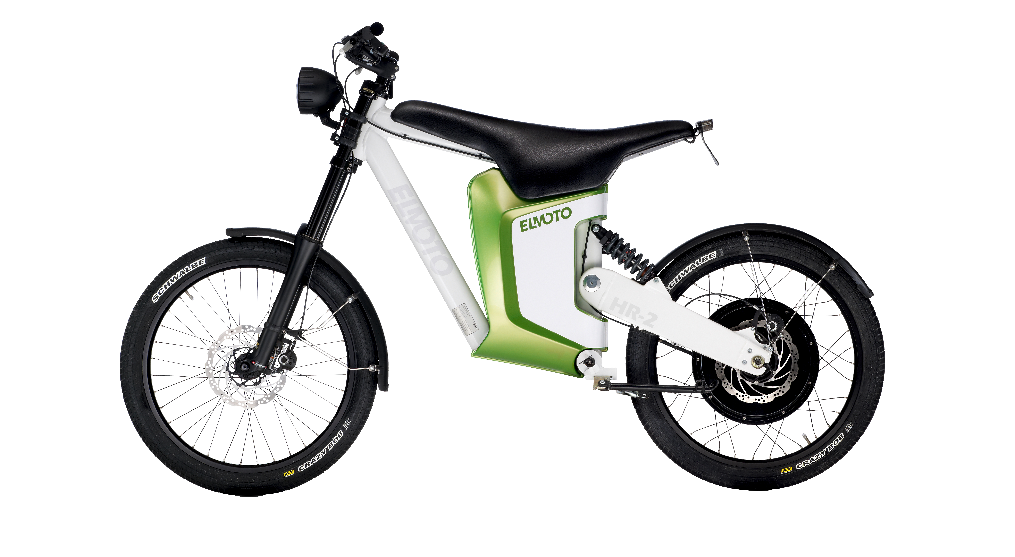 SCHWALBE
ELMOTO
ELMOTO
HR-2
SCHWALBE
CRAZY BOB
CRAZY BOB